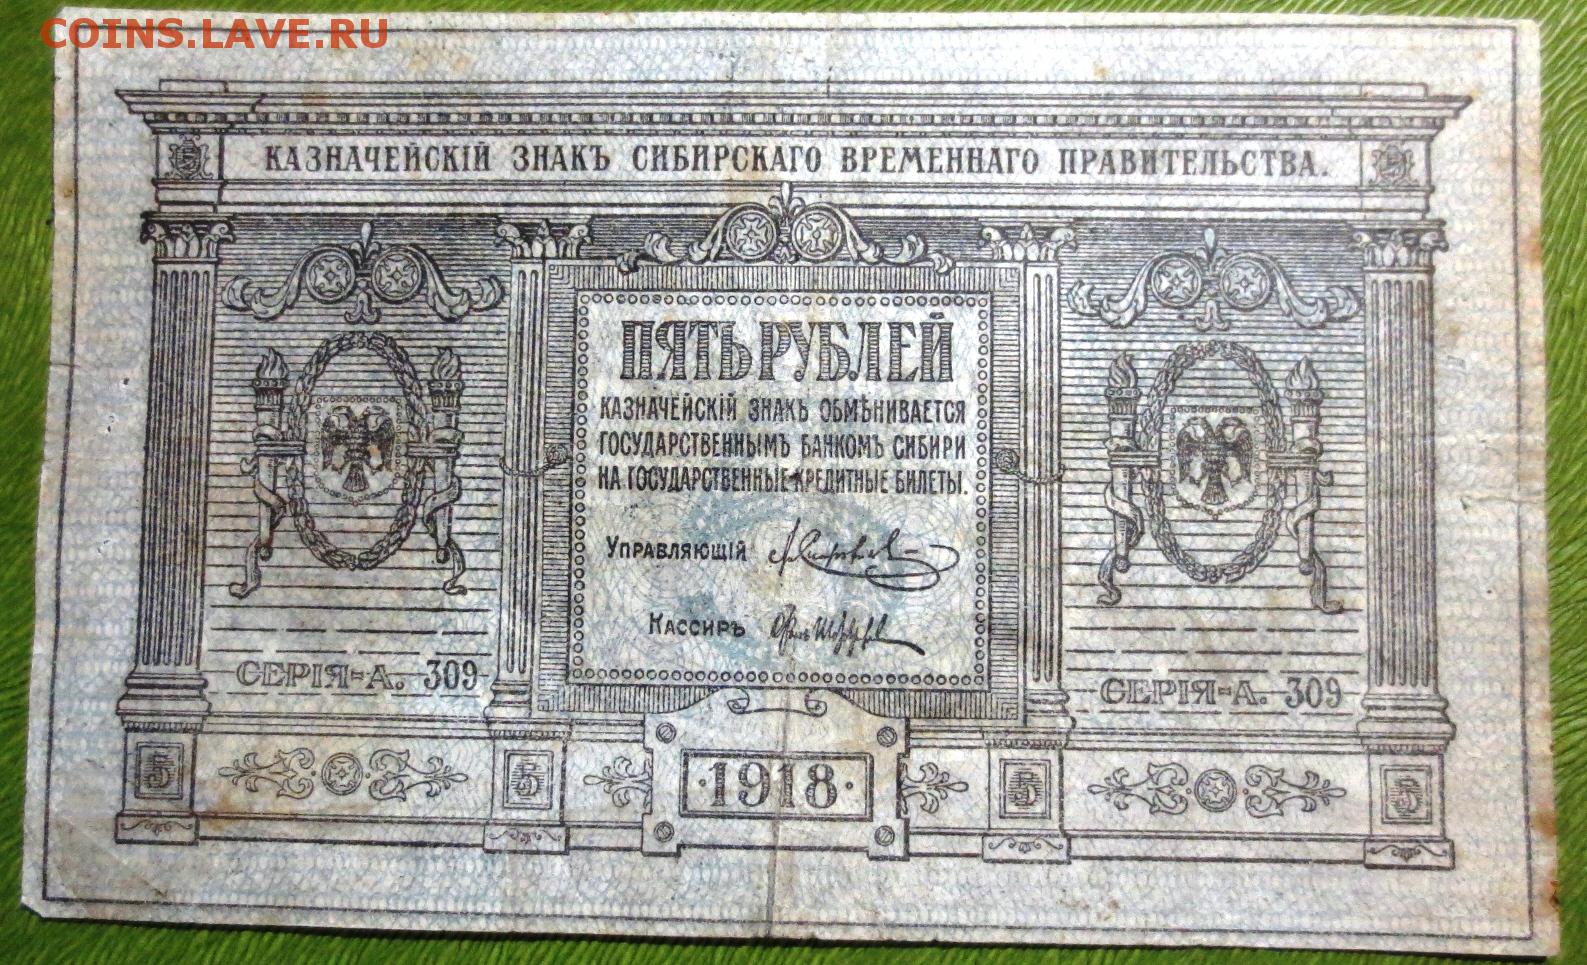 COINS.LAVE.RU
КАЗНАЧЕЙСКІЙ ЗНАКЪ СИБИРСКАГО ВРЕМЕННАГО ПРАВИТЕЛЬСТВА.
ПЯТЬ РУБЛЕЙ
КАЗНАЧЕЙСКІЙ ЗНАКЪ ОБМѢНИВАЕТСЯ
ГОСУДАРСТВЕННЫМЪ БАНКОМЪ СИБИРИ
НА ГОСУДАРСТВЕННЫЕ КРЕДИТНЫЕ БИЛЕТЫ.
УПРАВЛЯЮЩІЙ
КАССИРЪ
СЕРІЯ-А. 309
СЕРІЯ-А. 309
5 5 5 5
·1918·